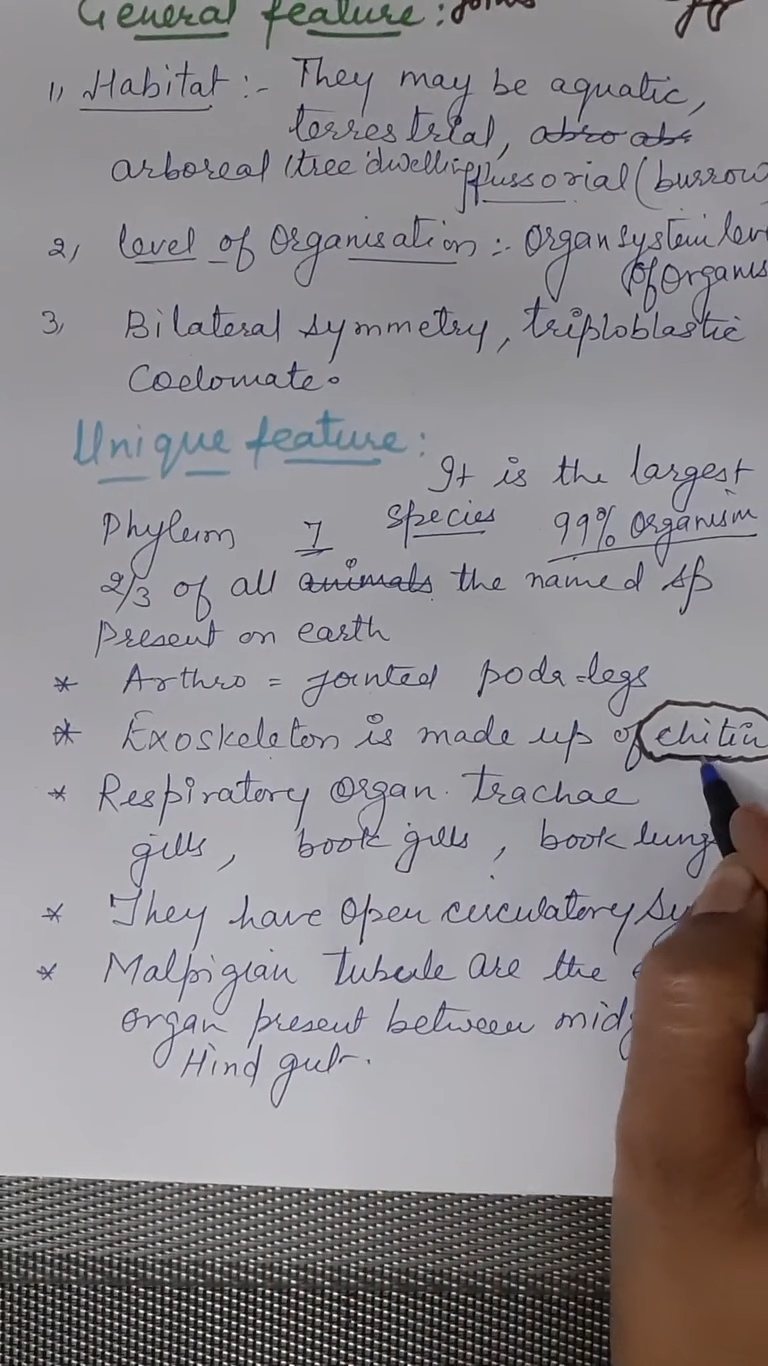 General feature:
1) Habitat :- They may be aquatic,
terrestrial,
arboreal (tree dwelling fussorial (burrow
2) level of Organisation :- Organ system lev
of Organis
3, Bilateral symmetry, triploblastic
Coelomate.
Unique feature:
It is the largest
Phylum species 99% Organism
2/3 of all animals the named sp
Present on earth
* Arthro = jointed poda - legs
* Exoskeleton is made up of chitin
* Respiratory Organ. trachae
gills, book gills, book lung
* They have Open circulatory Sy
* Malpigian tubule are the
organ present between mid
Hind gut.